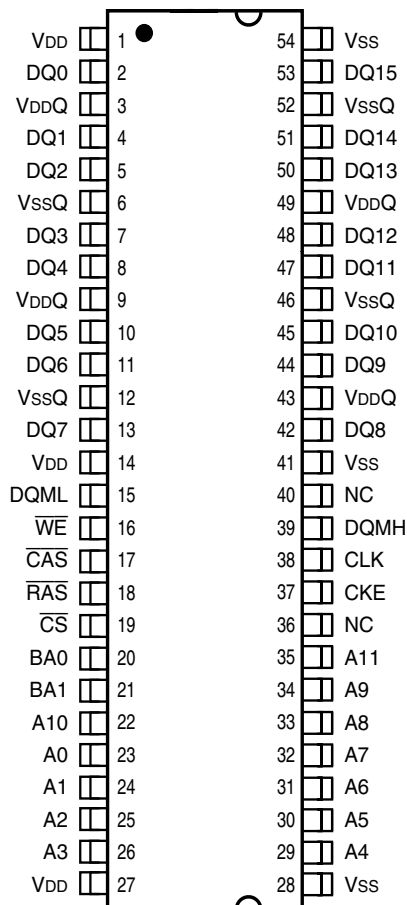 VDD 1 54 VSS
DQ0 2 53 DQ15
VDDQ 3 52 VSSQ
DQ1 4 51 DQ14
DQ2 5 50 DQ13
VSSQ 6 49 VDDQ
DQ3 7 48 DQ12
DQ4 8 47 DQ11
VDDQ 9 46 VSSQ
DQ5 10 45 DQ10
DQ6 11 44 DQ9
VSSQ 12 43 VDDQ
DQ7 13 42 DQ8
VDD 14 41 VSS
DQML 15 40 NC
W̅E̅ 16 39 DQMH
C̅A̅S̅ 17 38 CLK
R̅A̅S̅ 18 37 CKE
C̅S̅ 19 36 NC
BA0 20 35 A11
BA1 21 34 A9
A10 22 33 A8
A0 23 32 A7
A1 24 31 A6
A2 25 30 A5
A3 26 29 A4
VDD 27 28 VSS